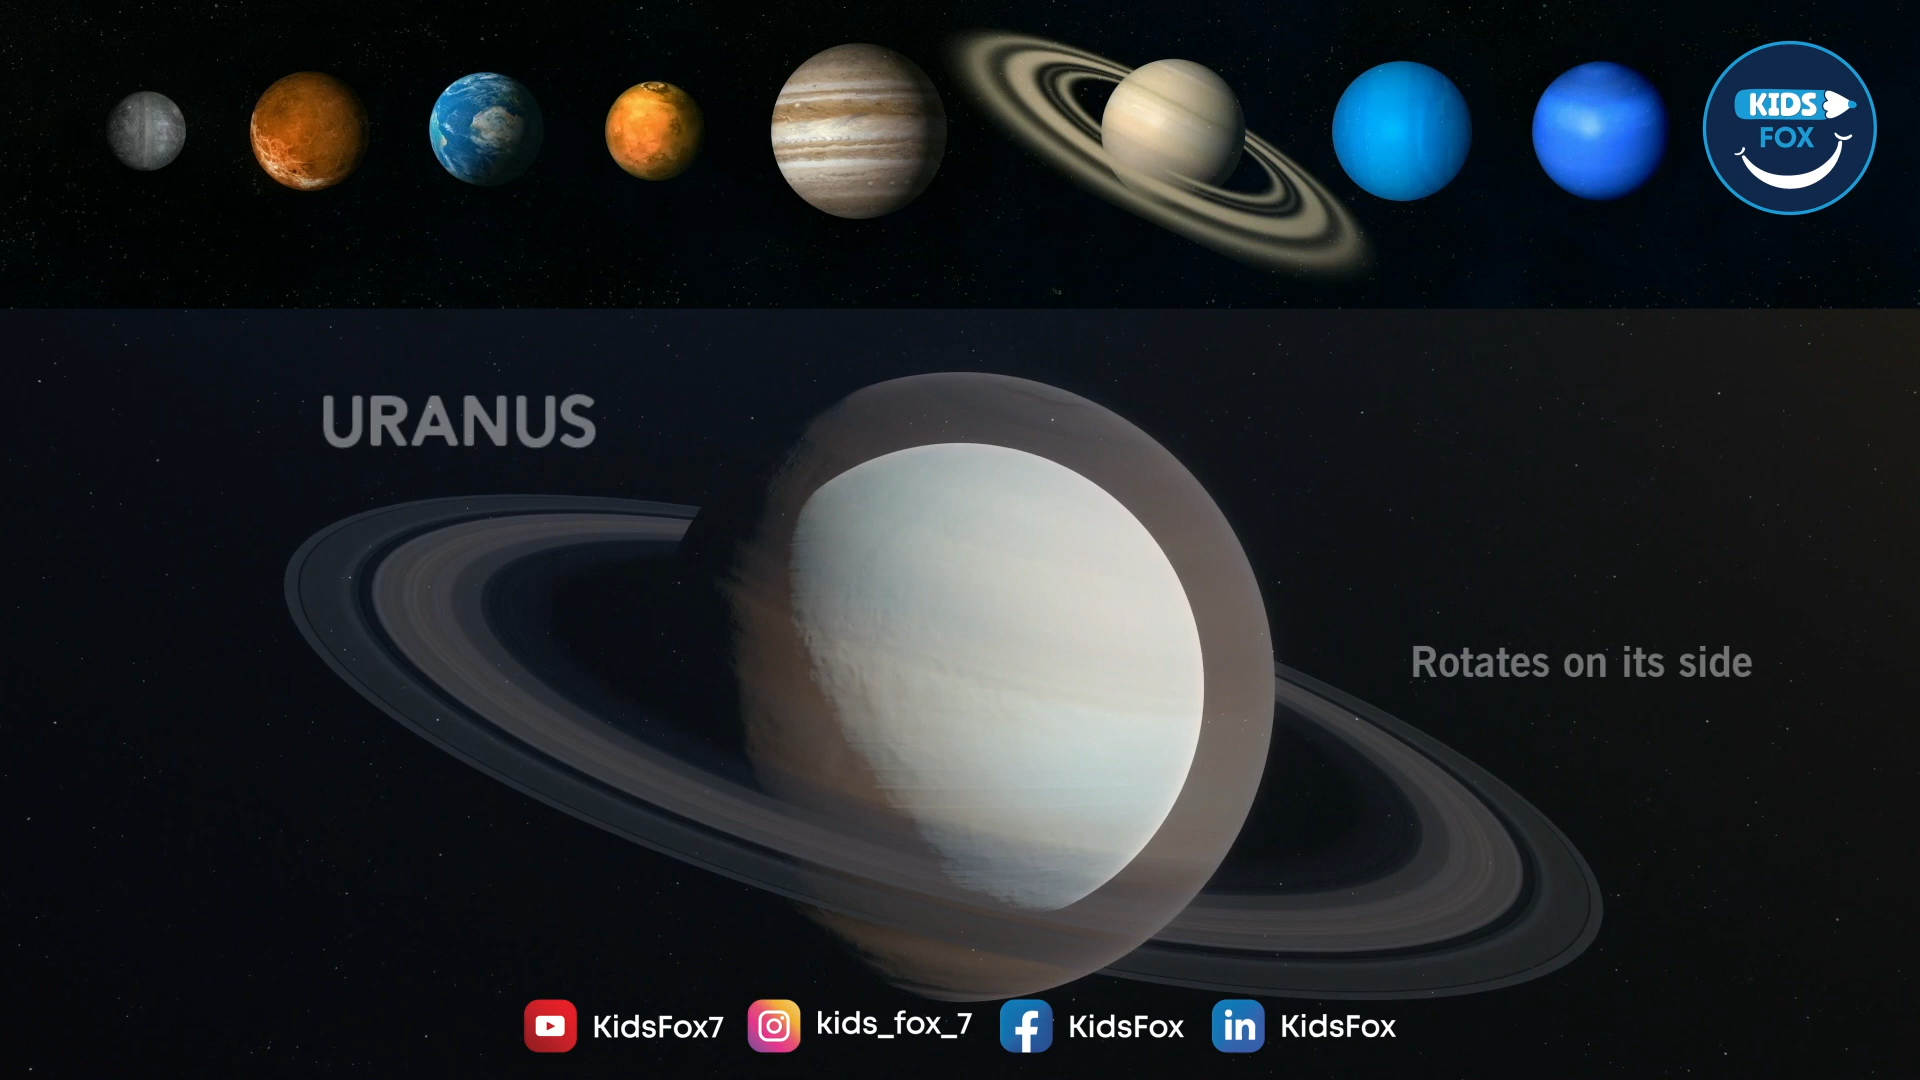 KIDS
FOX
URANUS
Rotates on its side
KidsFox7
kids_fox_7
KidsFox
KidsFox